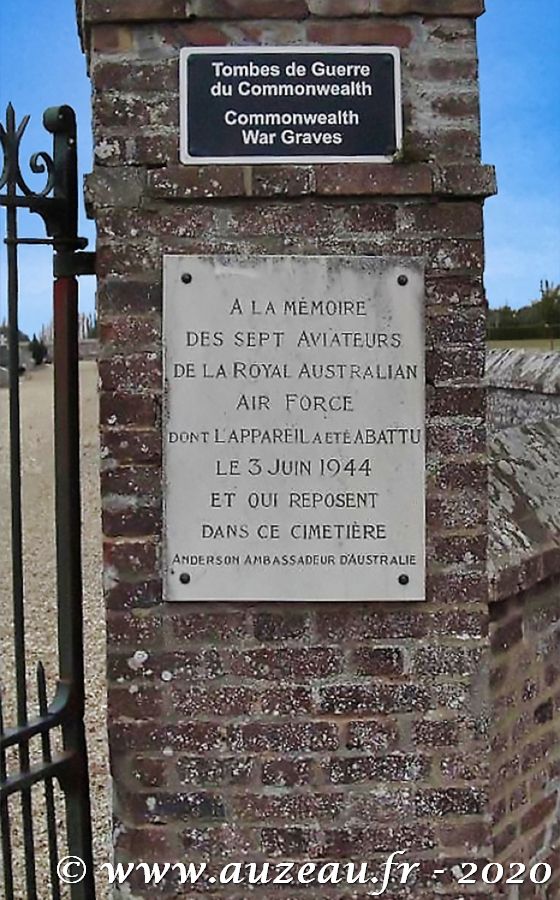 Tombes de Guerre
du Commonwealth
Commonwealth
War Graves
A LA MÉMOIRE
DES SEPT AVIATEURS
DE LA ROYAL AUSTRALIAN
AIR FORCE
DONT L'APPAREIL A ETÉ ABATTU
LE 3 JUIN 1944
ET QUI REPOSENT
DANS CE CIMETIÈRE
ANDERSON AMBASSADEUR D'AUSTRALIE
© www.auzeau.fr - 2020